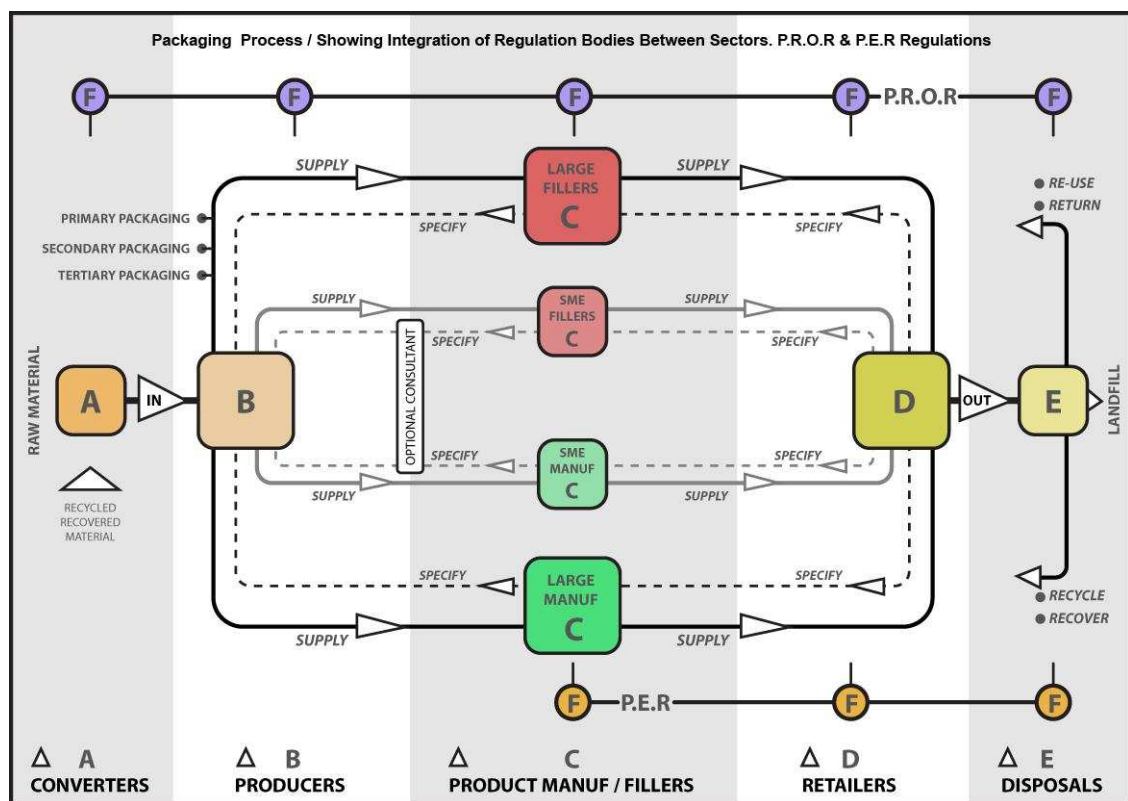 Packaging Process / Showing Integration of Regulation Bodies Between Sectors. P.R.O.R & P.E.R Regulations
F F F F P.R.O.R F
SUPPLY
LARGE
FILLERS
C
SUPPLY
RE-USE
RETURN
PRIMARY PACKAGING
SECONDARY PACKAGING
TERTIARY PACKAGING
SPECIFY
SPECIFY
SUPPLY
SME
FILLERS
C
SUPPLY
SPECIFY
SPECIFY
RAW MATERIAL
A
IN
B
OPTIONAL CONSULTANT
D
OUT
E
LANDFILL
RECYCLED
RECOVERED
MATERIAL
SPECIFY
SME
MANUF
C
SPECIFY
SUPPLY
SUPPLY
SPECIFY
LARGE
MANUF
C
SPECIFY
RECYCLE
RECOVER
SUPPLY
SUPPLY
F P.E.R F F
A B C D E
CONVERTERS PRODUCERS PRODUCT MANUF / FILLERS RETAILERS DISPOSALS